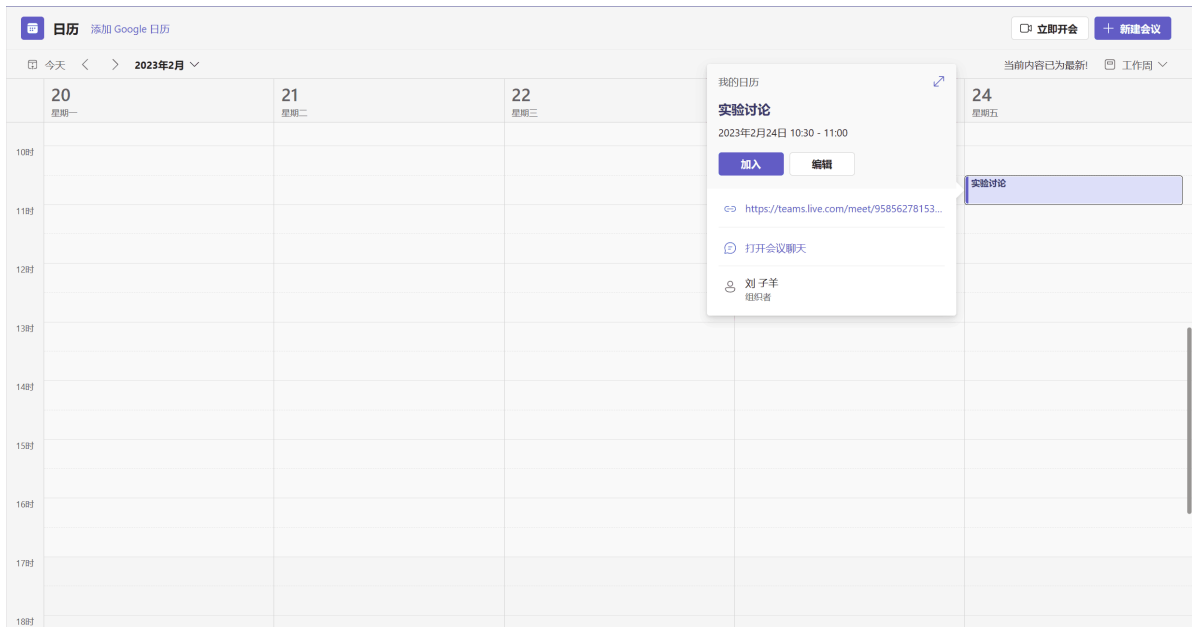 日历 添加 Google 日历 立即开会 新建会议
今天 2023年2月 当前内容已为最新! 工作周
20 21 22 24
星期一 星期二 星期三 星期五
我的日历
实验讨论
2023年2月24日 10:30 - 11:00
加入 编辑
https://teams.live.com/meet/95856278153...
打开会议聊天
刘 子羊
组织者
实验讨论
10时
11时
12时
13时
14时
15时
16时
17时
18时